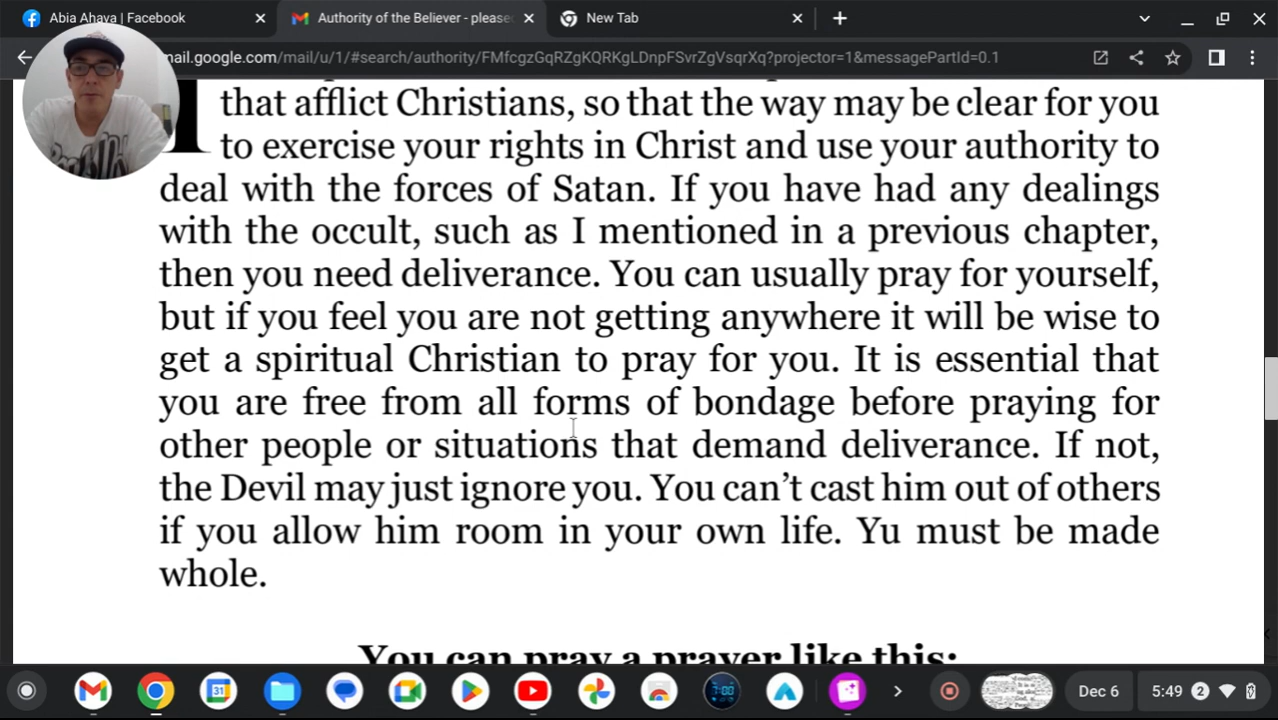 Abia Ahaya | Facebook
Authority of the Believer - please
New Tab
mail.google.com/mail/u/1/#search/authority/FMfcgzGqRZgKQRKgLDnpFSvrZgVsqrXq?projector=1&messagePartId=0.1
that afflict Christians, so that the way may be clear for you
to exercise your rights in Christ and use your authority to
deal with the forces of Satan. If you have had any dealings
with the occult, such as I mentioned in a previous chapter,
then you need deliverance. You can usually pray for yourself,
but if you feel you are not getting anywhere it will be wise to
get a spiritual Christian to pray for you. It is essential that
you are free from all forms of bondage before praying for
other people or situations that demand deliverance. If not,
the Devil may just ignore you. You can’t cast him out of others
if you allow him room in your own life. Yu must be made
whole.
You can pray a prayer like this:
31
7:00
Dec 6
5:49
2